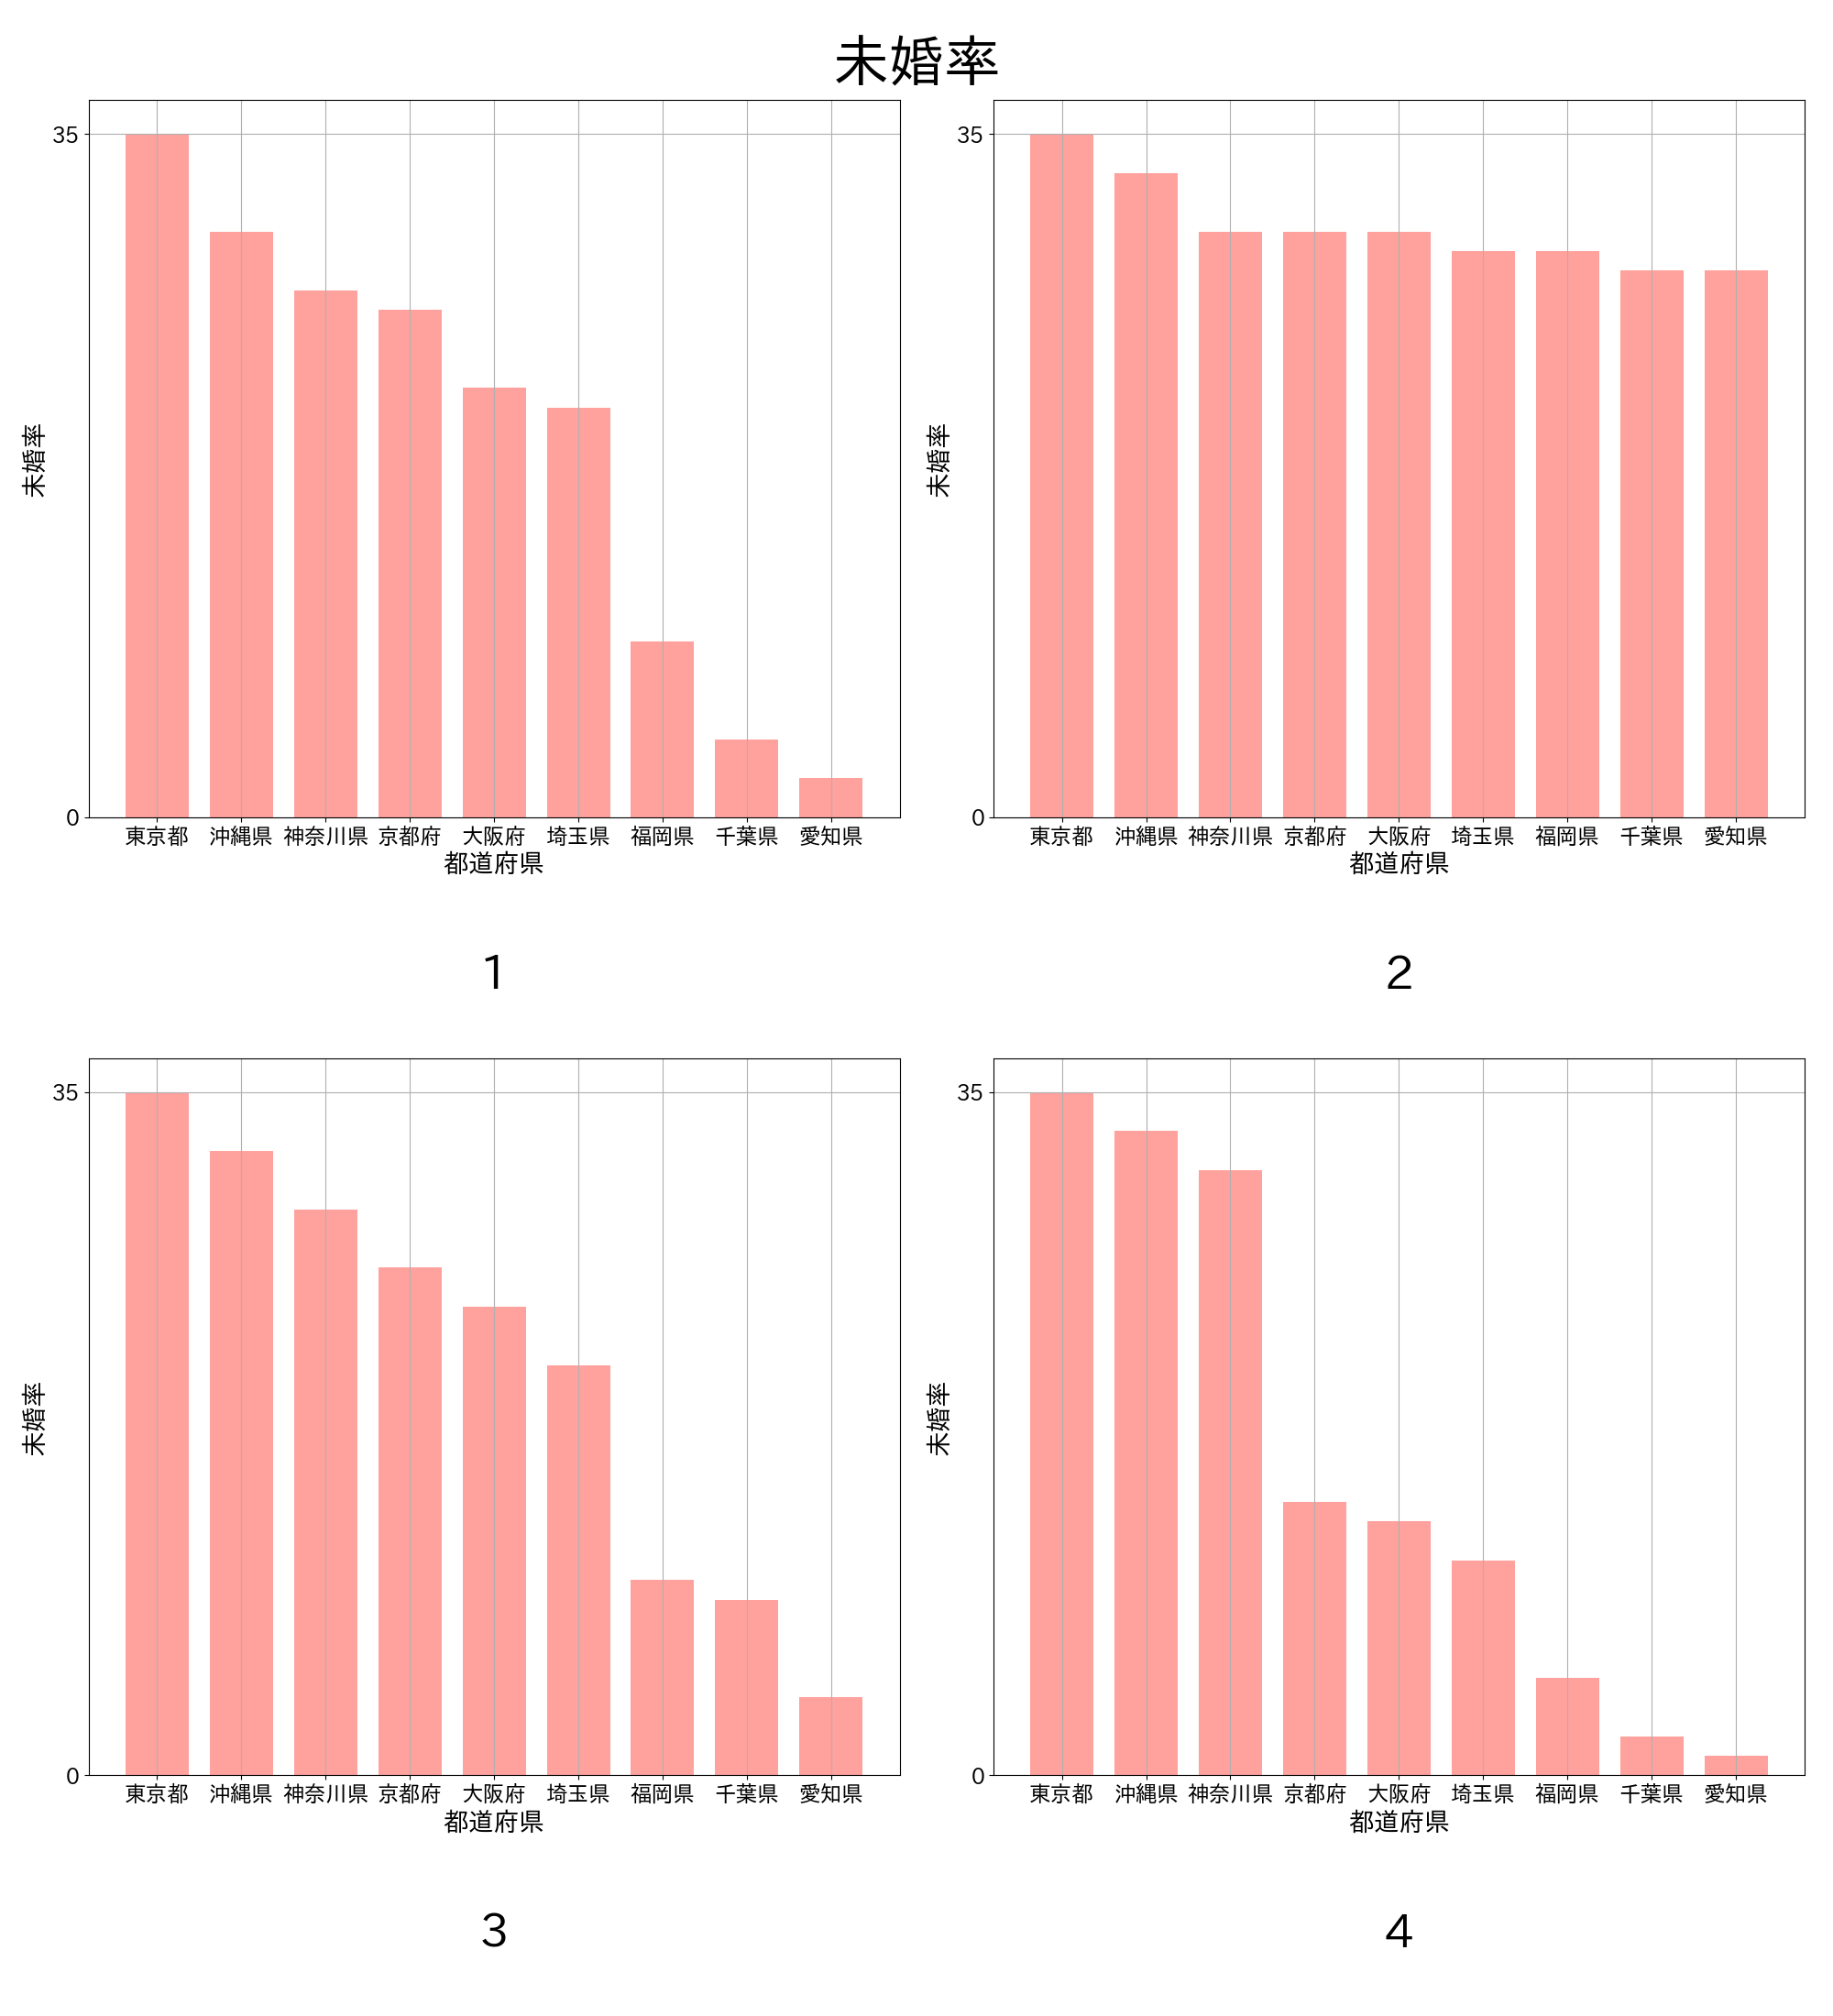 未婚率
35
0
未婚率
東京都 沖縄県 神奈川県 京都府 大阪府 埼玉県 福岡県 千葉県 愛知県
都道府県
1
35
0
未婚率
東京都 沖縄県 神奈川県 京都府 大阪府 埼玉県 福岡県 千葉県 愛知県
都道府県
2
35
0
未婚率
東京都 沖縄県 神奈川県 京都府 大阪府 埼玉県 福岡県 千葉県 愛知県
都道府県
3
35
0
未婚率
東京都 沖縄県 神奈川県 京都府 大阪府 埼玉県 福岡県 千葉県 愛知県
都道府県
4